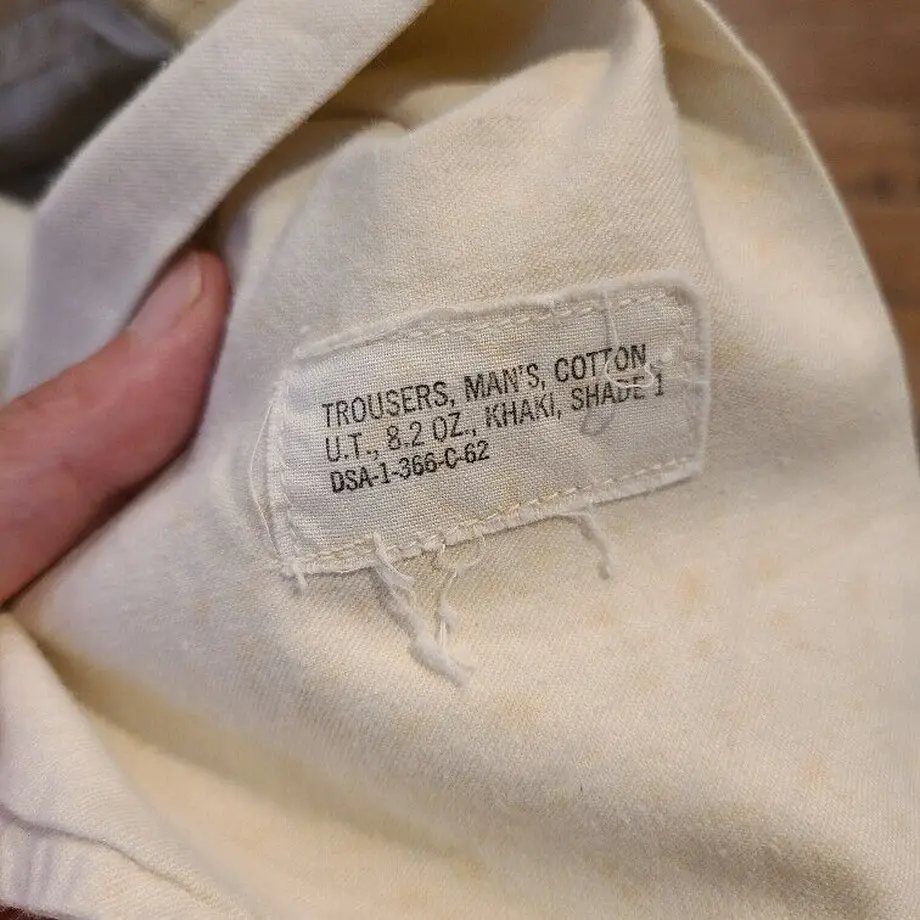 TROUSERS, MAN'S, COTTON
U.T., 8.2 OZ., KHAKI, SHADE 1
DSA-1-366-C-62